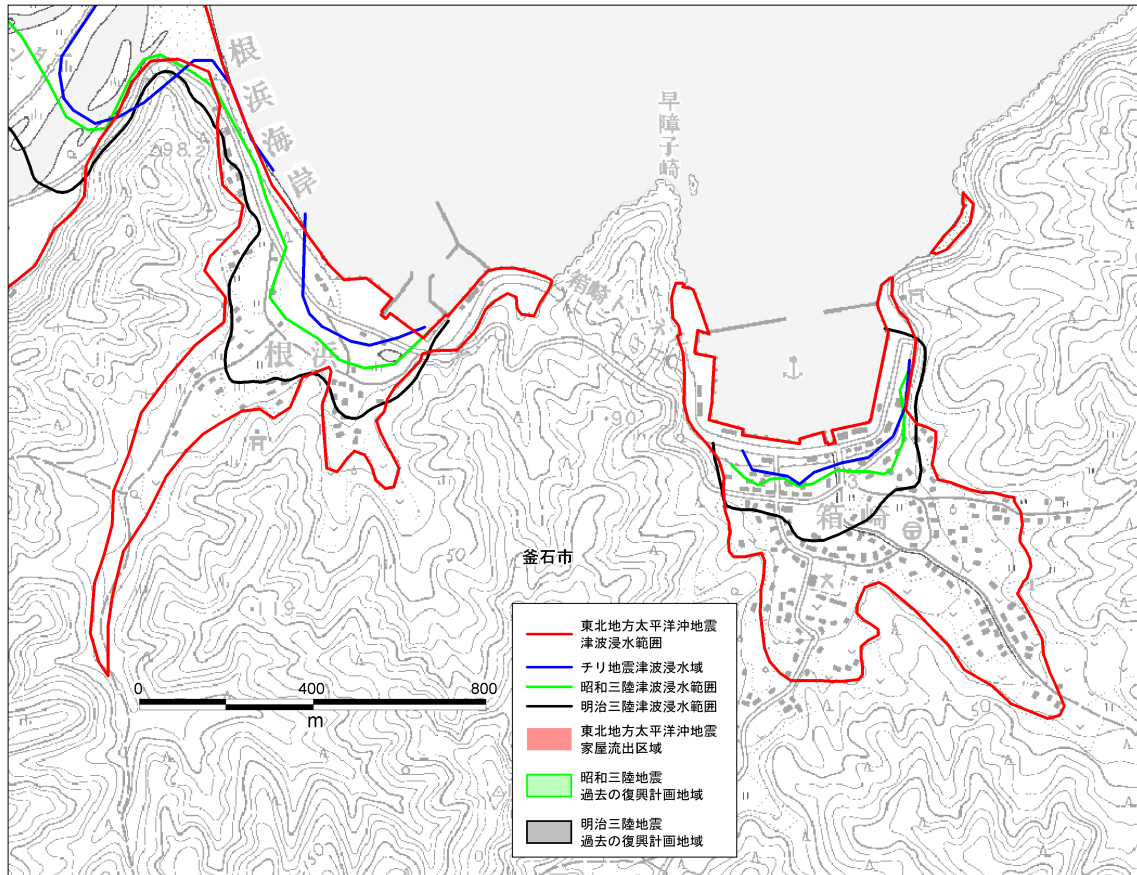 根浜海岸
早障子崎
箱崎トンネル
98.2
根浜
90
箱崎
釜石市
50
119
50
0 400 800
m
東北地方太平洋沖地震
津波浸水範囲
チリ地震津波浸水域
昭和三陸津波浸水範囲
明治三陸津波浸水範囲
東北地方太平洋沖地震
家屋流出区域
昭和三陸地震
過去の復興計画地域
明治三陸地震
過去の復興計画地域